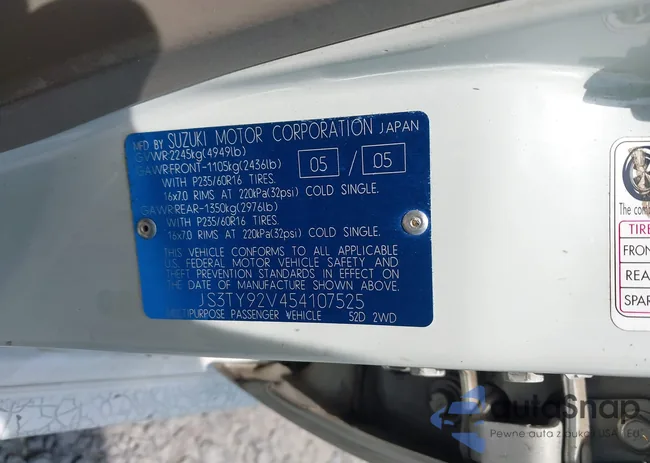 MFD BY SUZUKI MOTOR CORPORATION JAPAN
GVWR:2245kg(4949lb)
GAWR:FRONT-1105kg(2436lb) 05 / 05
WITH P235/60R16 TIRES.
16x7.0 RIMS AT 220kPa(32psi) COLD SINGLE.
GAWR:REAR-1350kg(2976lb)
WITH P235/60R16 TIRES.
16x7.0 RIMS AT 220kPa(32psi) COLD SINGLE.
THIS VEHICLE CONFORMS TO ALL APPLICABLE
U.S. FEDERAL MOTOR VEHICLE SAFETY AND
THEFT PREVENTION STANDARDS IN EFFECT ON
THE DATE OF MANUFACTURE SHOWN ABOVE.
JS3TY92V454107525
MULTIPURPOSE PASSENGER VEHICLE 52D 2WD
The com
TIRE
FRON
REA
SPAR
autoSnap
Pewne auto z aukcji USA